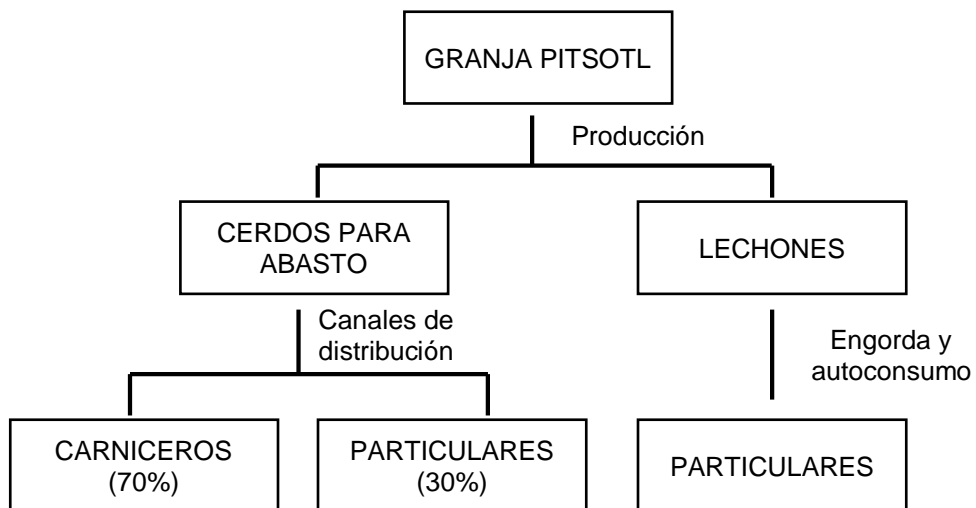 GRANJA PITSOTL
Producción
CERDOS PARA
ABASTO
LECHONES
Canales de
distribución
Engorda y
autoconsumo
CARNICEROS
(70%)
PARTICULARES
(30%)
PARTICULARES